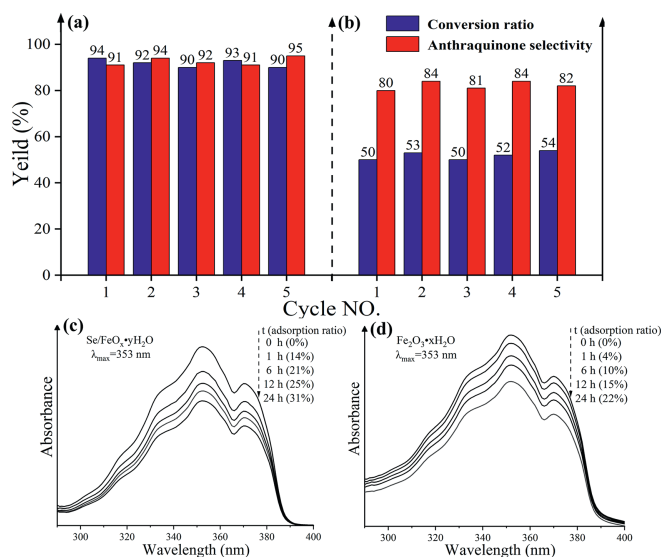 (a)
(b)
Conversion ratio
Anthraquinone selectivity
Yeild (%)
100
80
60
40
20
0
94 91 92 94 90 92 93 91 90 95
50 80 53 84 50 81 52 84 54 82
1 2 3 4 5 1 2 3 4 5
Cycle NO.
(c)
Se/FeOₓ•yH₂O
λmax=353 nm
t (adsorption ratio)
0 h (0%)
1 h (14%)
6 h (21%)
12 h (25%)
24 h (31%)
Absorbance
300 320 340 360 380 400
Wavelength (nm)
(d)
Fe₂O₃•xH₂O
λmax=353 nm
t (adsorption ratio)
0 h (0%)
1 h (4%)
6 h (10%)
12 h (15%)
24 h (22%)
Absorbance
300 320 340 360 380 400
Wavelength (nm)